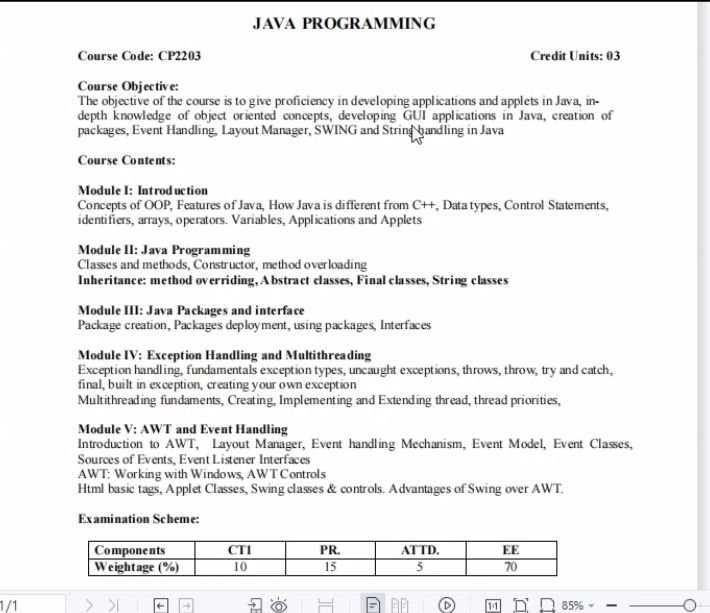 JAVA PROGRAMMING
Course Code: CP2203 Credit Units: 03
Course Objective:
The objective of the course is to give proficiency in developing applications and applets in Java, in-
depth knowledge of object oriented concepts, developing GUI applications in Java, creation of
packages, Event Handling, Layout Manager, SWING and String handling in Java
Course Contents:
Module I: Introduction
Concepts of OOP, Features of Java, How Java is different from C++, Data types, Control Statements,
identifiers, arrays, operators. Variables, Applications and Applets
Module II: Java Programming
Classes and methods, Constructor, method overloading
Inheritance: method overriding, Abstract classes, Final classes, String classes
Module III: Java Packages and interface
Package creation, Packages deployment, using packages, Interfaces
Module IV: Exception Handling and Multithreading
Exception handling, fundamentals exception types, uncaught exceptions, throws, throw, try and catch,
final, built in exception, creating your own exception
Multithreading fundaments, Creating, Implementing and Extending thread, thread priorities,
Module V: AWT and Event Handling
Introduction to AWT, Layout Manager, Event handling Mechanism, Event Model, Event Classes,
Sources of Events, Event Listener Interfaces
AWT: Working with Windows, AWT Controls
Html basic tags, Applet Classes, Swing classes & controls. Advantages of Swing over AWT.
Examination Scheme:
Components CT1 PR. ATTD. EE
Weightage (%) 10 15 5 70
1/1 1:1 85%